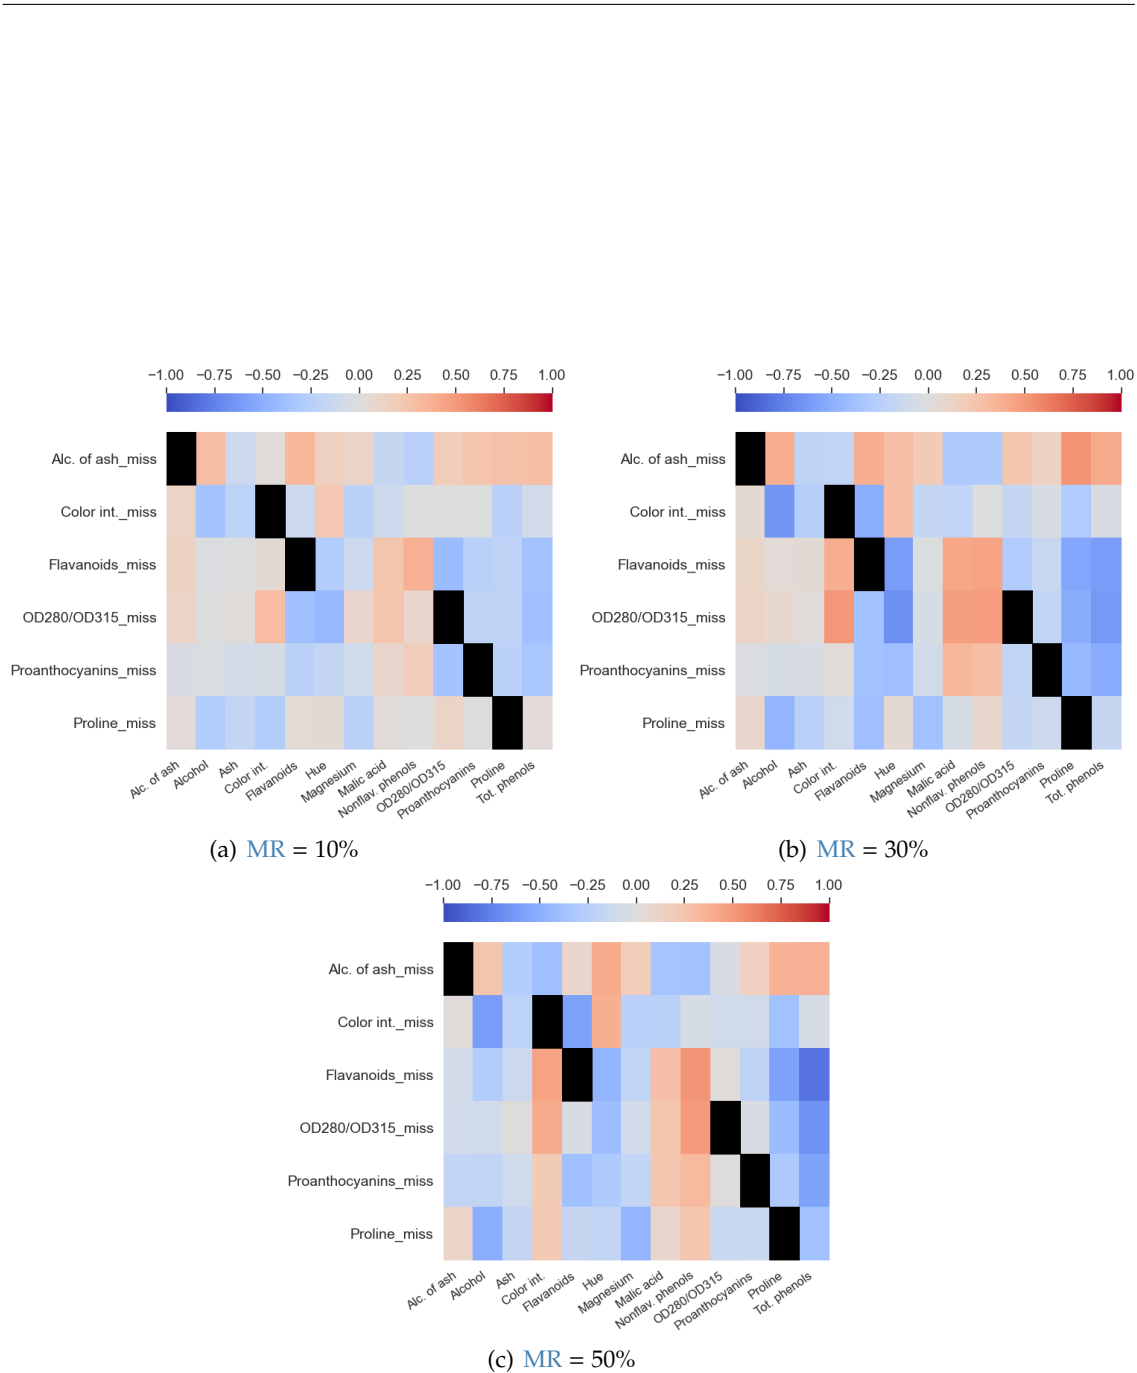 −1.00 −0.75 −0.50 −0.25 0.00 0.25 0.50 0.75 1.00
Alc. of ash_miss
Color int._miss
Flavanoids_miss
OD280/OD315_miss
Proanthocyanins_miss
Proline_miss
Alc. of ash Alcohol Ash Color int. Flavanoids Hue Magnesium Malic acid Nonflav. phenols OD280/OD315 Proanthocyanins Proline Tot. phenols
(a) MR = 10%
−1.00 −0.75 −0.50 −0.25 0.00 0.25 0.50 0.75 1.00
Alc. of ash_miss
Color int._miss
Flavanoids_miss
OD280/OD315_miss
Proanthocyanins_miss
Proline_miss
Alc. of ash Alcohol Ash Color int. Flavanoids Hue Magnesium Malic acid Nonflav. phenols OD280/OD315 Proanthocyanins Proline Tot. phenols
(b) MR = 30%
−1.00 −0.75 −0.50 −0.25 0.00 0.25 0.50 0.75 1.00
Alc. of ash_miss
Color int._miss
Flavanoids_miss
OD280/OD315_miss
Proanthocyanins_miss
Proline_miss
Alc. of ash Alcohol Ash Color int. Flavanoids Hue Magnesium Malic acid Nonflav. phenols OD280/OD315 Proanthocyanins Proline Tot. phenols
(c) MR = 50%